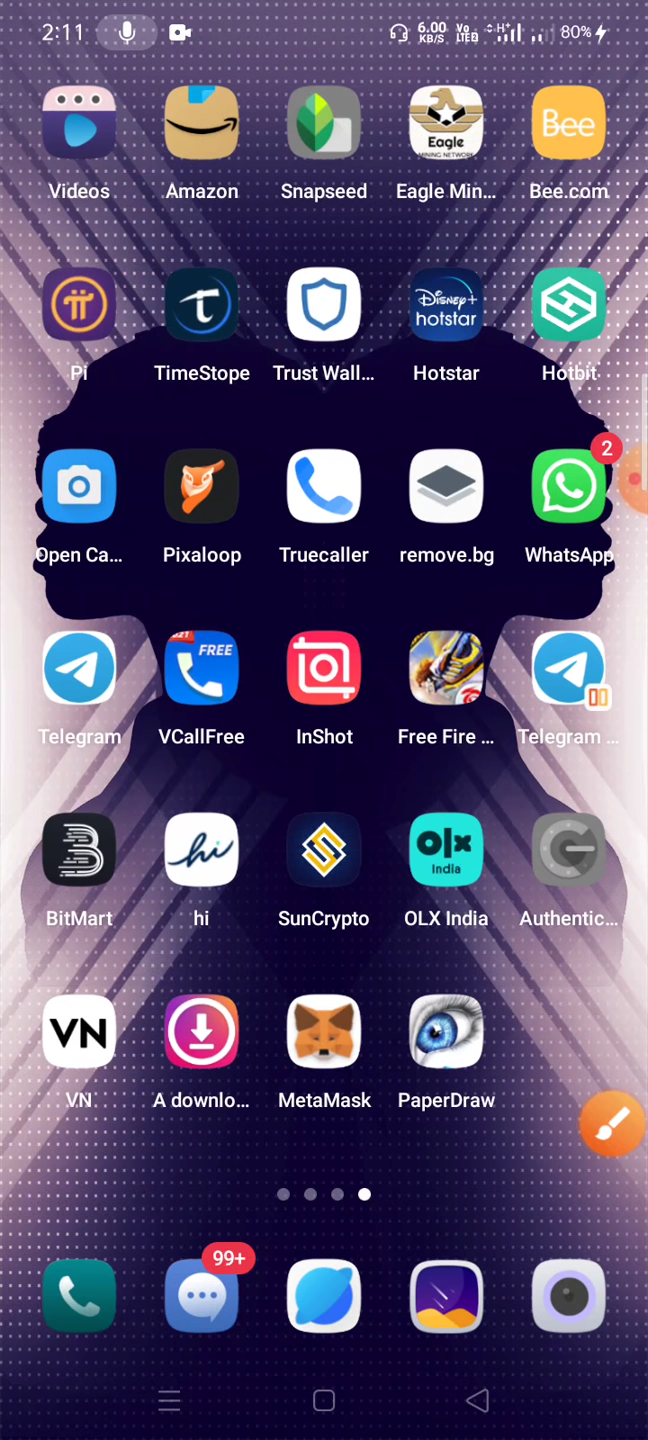 2:11 6.00 KB/S Vo LTE2 H+ 80%
Eagle MINING NETWORK Bee
Videos Amazon Snapseed Eagle Min... Bee.com
Disney+ hotstar
Pi TimeStope Trust Wall... Hotstar Hotbit
2
Open Ca... Pixaloop Truecaller remove.bg WhatsApp
FREE
Telegram VCallFree InShot Free Fire ... Telegram ...
hi olx India
BitMart hi SunCrypto OLX India Authentic...
VN
VN A downlo... MetaMask PaperDraw
99+